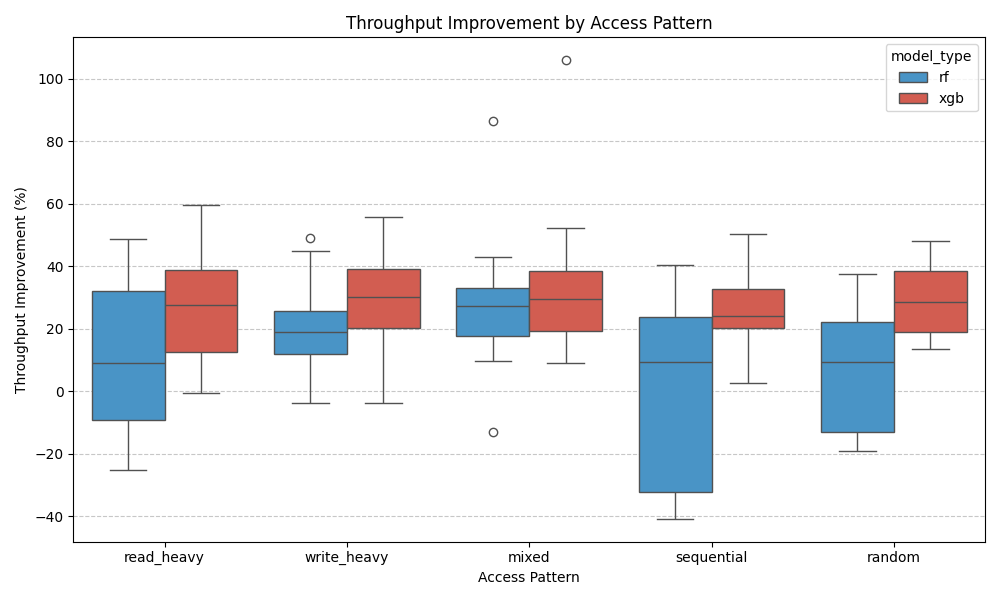 Throughput Improvement by Access Pattern
model_type
rf
xgb
Throughput Improvement (%)
100
80
60
40
20
0
−20
−40
read_heavy
write_heavy
mixed
sequential
random
Access Pattern